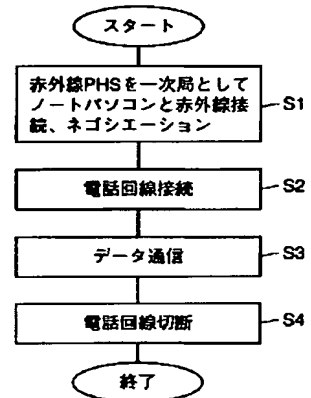 スタート
赤外線PHSを一次局として
ノートパソコンと赤外線接
続、ネゴシエーション
S1
電話回線接続
S2
データ通信
S3
電話回線切断
S4
終了